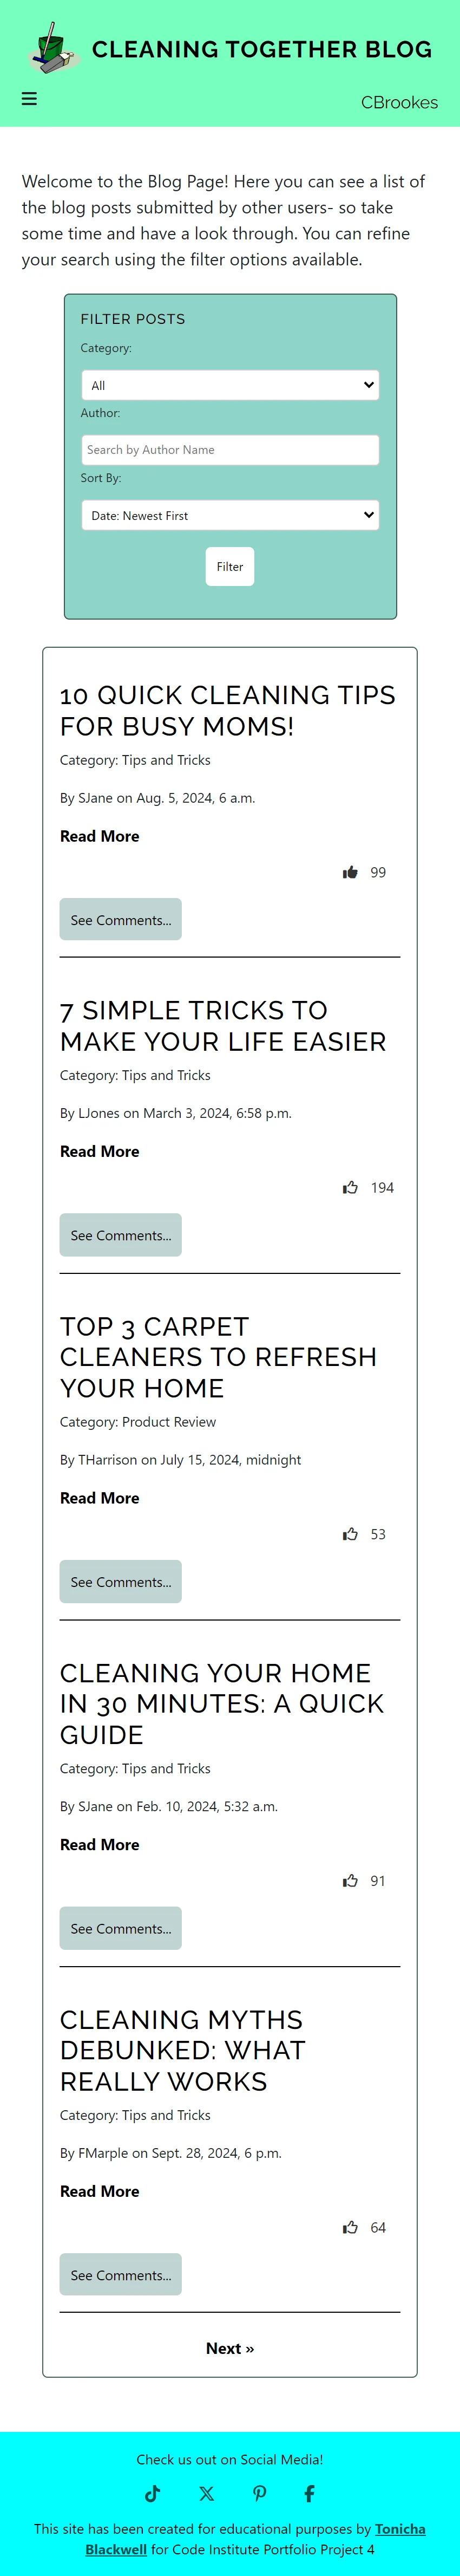 CLEANING TOGETHER BLOG
CBrookes
Welcome to the Blog Page! Here you can see a list of
the blog posts submitted by other users- so take
some time and have a look through. You can refine
your search using the filter options available.
FILTER POSTS
Category:
All
Author:
Search by Author Name
Sort By:
Date: Newest First
Filter
10 QUICK CLEANING TIPS
FOR BUSY MOMS!
Category: Tips and Tricks
By SJane on Aug. 5, 2024, 6 a.m.
Read More
99
See Comments...
7 SIMPLE TRICKS TO
MAKE YOUR LIFE EASIER
Category: Tips and Tricks
By LJones on March 3, 2024, 6:58 p.m.
Read More
194
See Comments...
TOP 3 CARPET
CLEANERS TO REFRESH
YOUR HOME
Category: Product Review
By THarrison on July 15, 2024, midnight
Read More
53
See Comments...
CLEANING YOUR HOME
IN 30 MINUTES: A QUICK
GUIDE
Category: Tips and Tricks
By SJane on Feb. 10, 2024, 5:32 a.m.
Read More
91
See Comments...
CLEANING MYTHS
DEBUNKED: WHAT
REALLY WORKS
Category: Tips and Tricks
By FMarple on Sept. 28, 2024, 6 p.m.
Read More
64
See Comments...
Next »
Check us out on Social Media!
This site has been created for educational purposes by Tonicha
Blackwell for Code Institute Portfolio Project 4